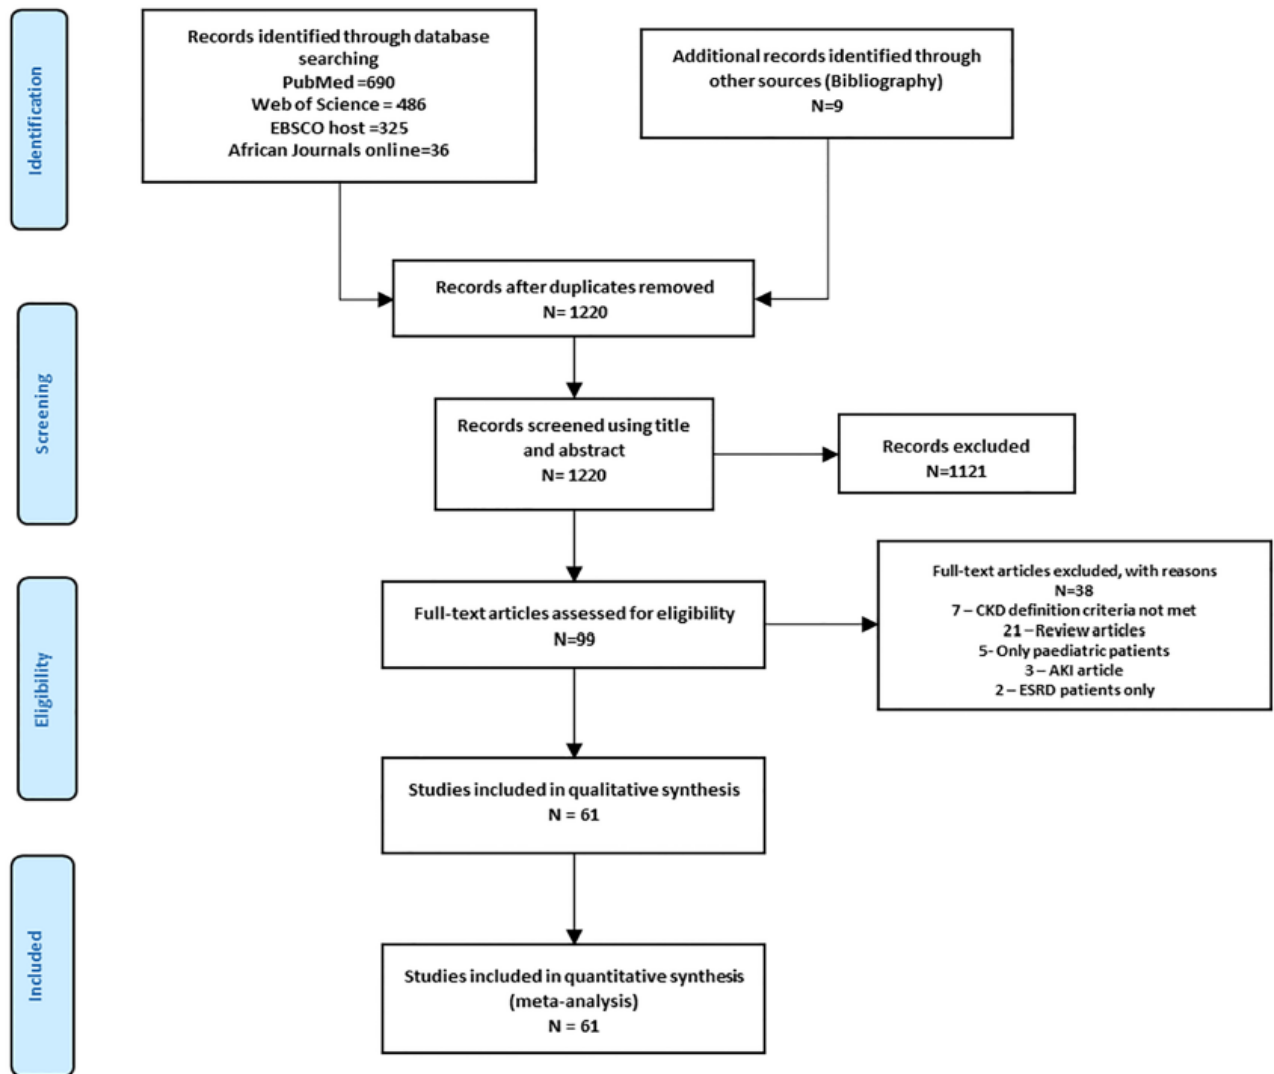 Identification
Records identified through database
searching
PubMed =690
Web of Science = 486
EBSCO host =325
African Journals online=36
Additional records identified through
other sources (Bibliography)
N=9
Records after duplicates removed
N= 1220
Screening
Records screened using title
and abstract
N= 1220
Records excluded
N=1121
Eligibility
Full-text articles assessed for eligibility
N=99
Full-text articles excluded, with reasons
N=38
7 – CKD definition criteria not met
21 – Review articles
5- Only paediatric patients
3 – AKI article
2 – ESRD patients only
Studies included in qualitative synthesis
N = 61
Included
Studies included in quantitative synthesis
(meta-analysis)
N = 61